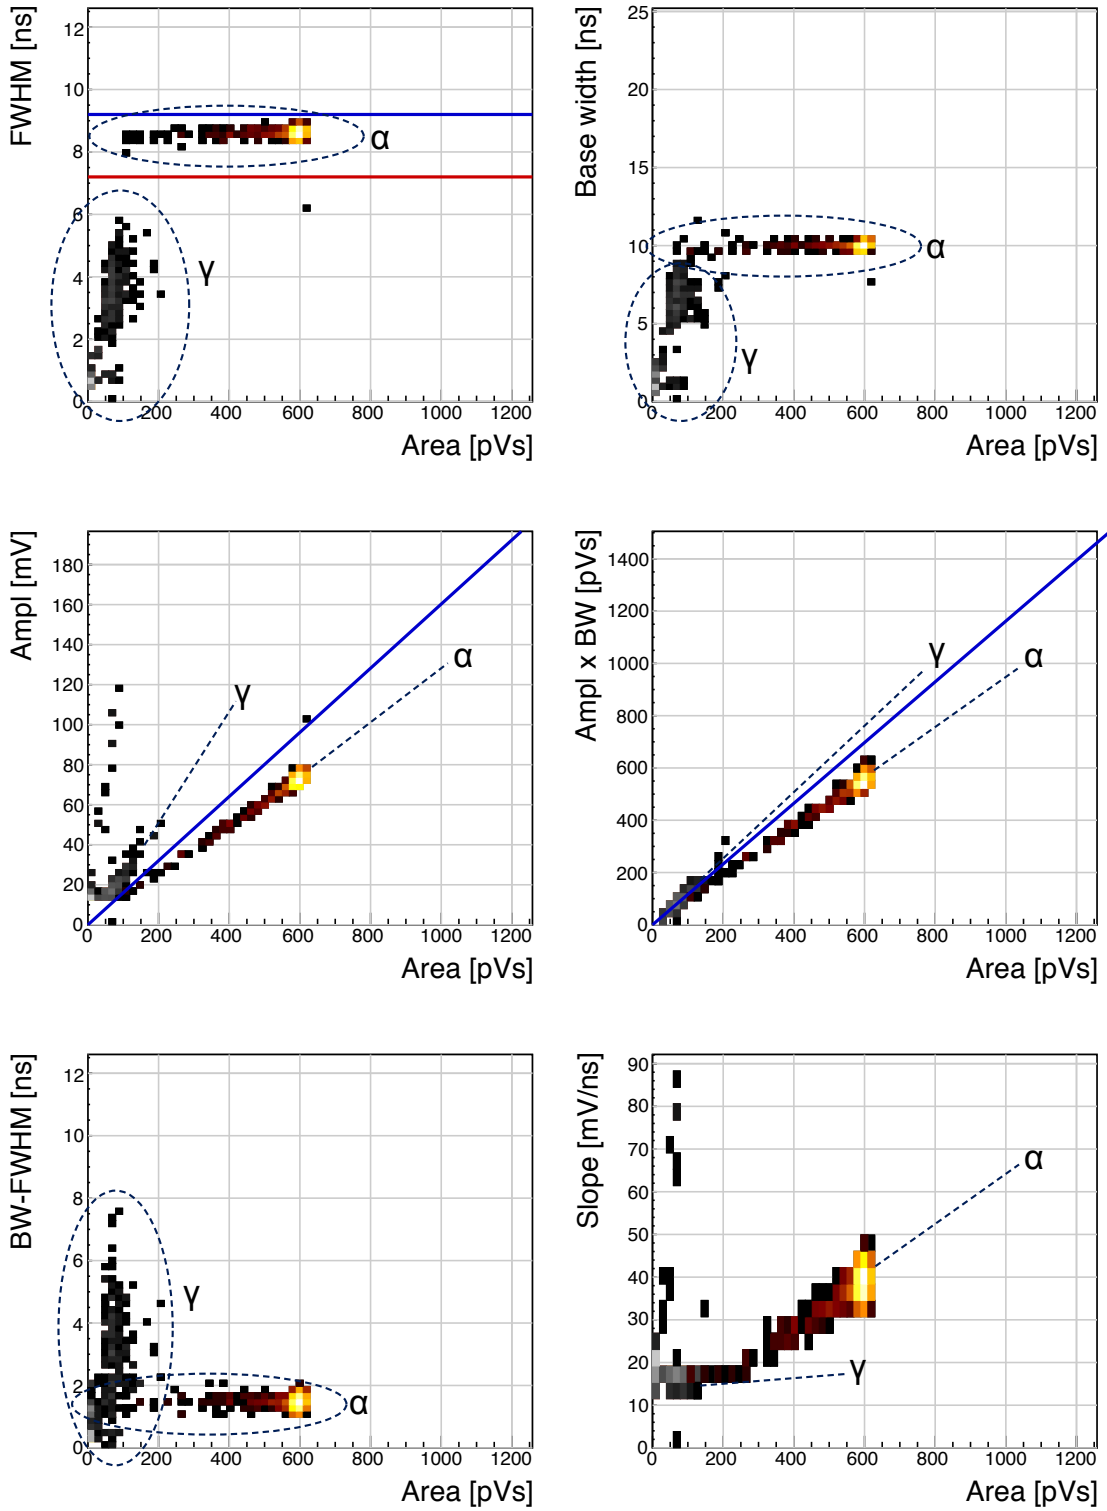 FWHM [ns]
12
10
8
6
4
2
0
α
γ
0 200 400 600 800 1000 1200
Area [pVs]
Base width [ns]
25
20
15
10
5
0
α
γ
0 200 400 600 800 1000 1200
Area [pVs]
Ampl [mV]
180
160
140
120
100
80
60
40
20
0
γ
α
0 200 400 600 800 1000 1200
Area [pVs]
Ampl x BW [pVs]
1400
1200
1000
800
600
400
200
0
γ
α
0 200 400 600 800 1000 1200
Area [pVs]
BW-FWHM [ns]
12
10
8
6
4
2
0
γ
α
0 200 400 600 800 1000 1200
Area [pVs]
Slope [mV/ns]
90
80
70
60
50
40
30
20
10
0
α
γ
0 200 400 600 800 1000 1200
Area [pVs]